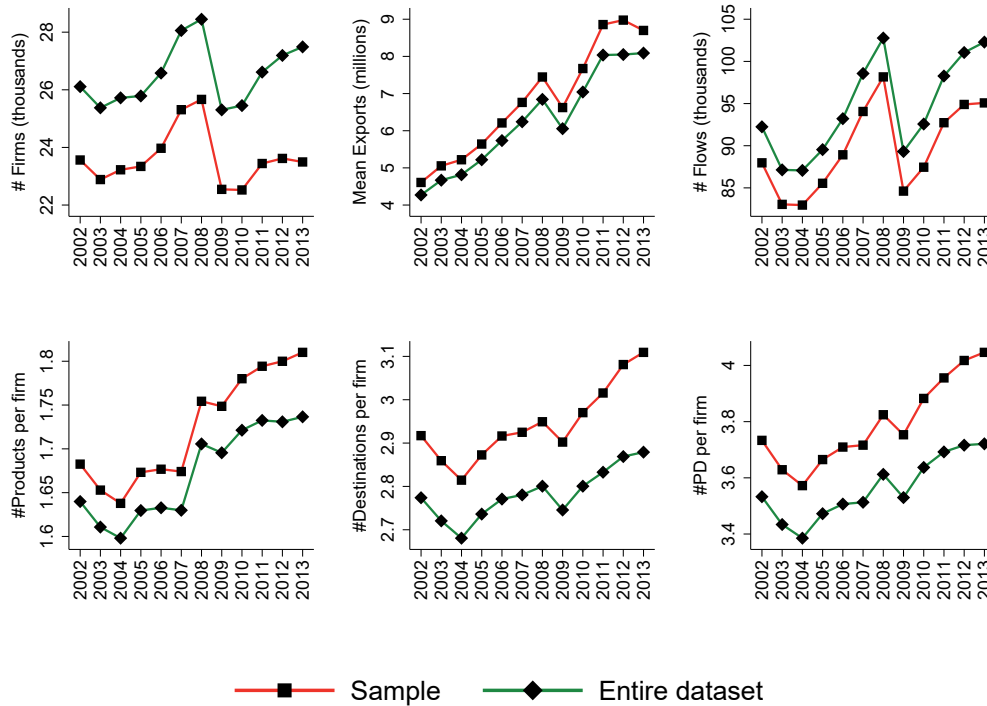 # Firms (thousands)
28
26
24
22
2002 2003 2004 2005 2006 2007 2008 2009 2010 2011 2012 2013
Mean Exports (millions)
9
8
7
6
5
4
2002 2003 2004 2005 2006 2007 2008 2009 2010 2011 2012 2013
# Flows (thousands)
105
100
95
90
85
2002 2003 2004 2005 2006 2007 2008 2009 2010 2011 2012 2013
#Products per firm
1.8
1.75
1.7
1.65
1.6
2002 2003 2004 2005 2006 2007 2008 2009 2010 2011 2012 2013
#Destinations per firm
3.1
3
2.9
2.8
2.7
2002 2003 2004 2005 2006 2007 2008 2009 2010 2011 2012 2013
#PD per firm
4
3.8
3.6
3.4
2002 2003 2004 2005 2006 2007 2008 2009 2010 2011 2012 2013
Sample Entire dataset